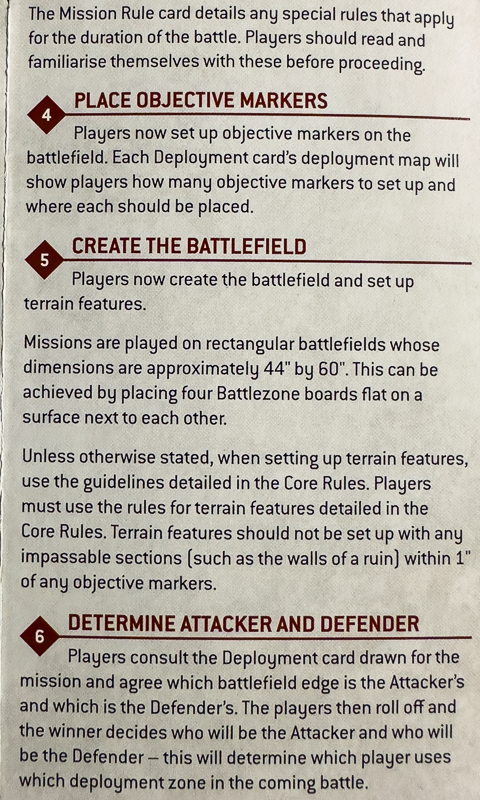 The Mission Rule card details any special rules that apply
for the duration of the battle. Players should read and
familiarise themselves with these before proceeding.
4 PLACE OBJECTIVE MARKERS
Players now set up objective markers on the
battlefield. Each Deployment card's deployment map will
show players how many objective markers to set up and
where each should be placed.
5 CREATE THE BATTLEFIELD
Players now create the battlefield and set up
terrain features.
Missions are played on rectangular battlefields whose
dimensions are approximately 44" by 60". This can be
achieved by placing four Battlezone boards flat on a
surface next to each other.
Unless otherwise stated, when setting up terrain features,
use the guidelines detailed in the Core Rules. Players
must use the rules for terrain features detailed in the
Core Rules. Terrain features should not be set up with any
impassable sections (such as the walls of a ruin) within 1"
of any objective markers.
6 DETERMINE ATTACKER AND DEFENDER
Players consult the Deployment card drawn for the
mission and agree which battlefield edge is the Attacker's
and which is the Defender's. The players then roll off and
the winner decides who will be the Attacker and who will
be the Defender – this will determine which player uses
which deployment zone in the coming battle.